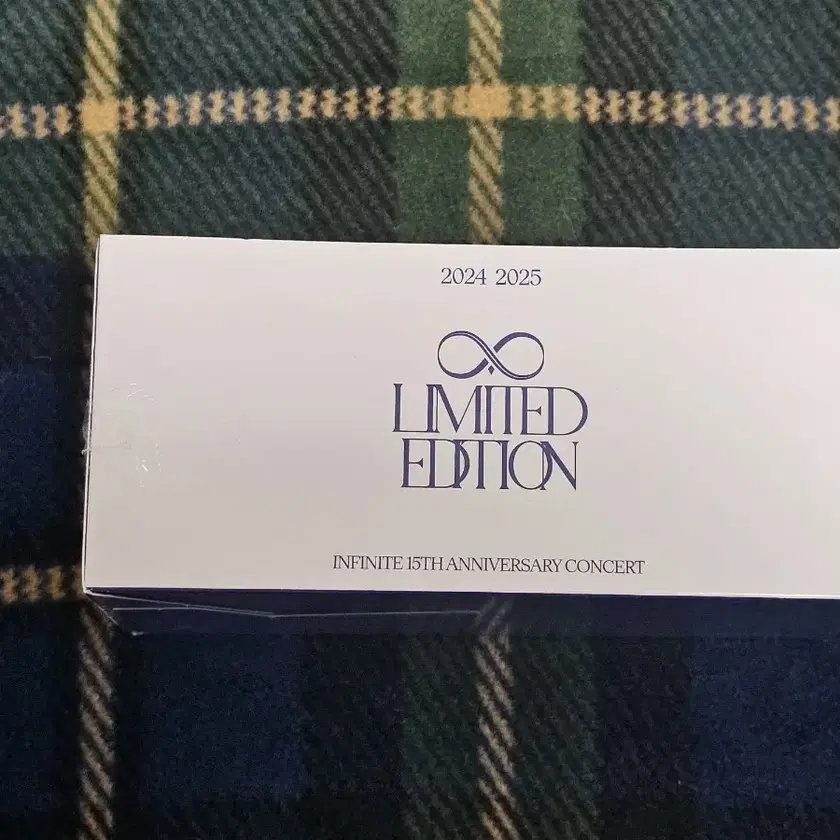 2024 2025
LIMITED
EDITION
INFINITE 15TH ANNIVERSARY CONCERT